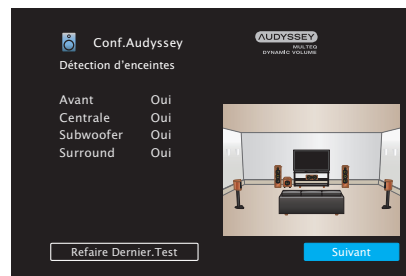 Conf.Audyssey
AUDYSSEY
MULTEQ
DYNAMIC VOLUME
Détection d'enceintes
Avant Oui
Centrale Oui
Subwoofer Oui
Surround Oui
Refaire Dernier.Test
Suivant